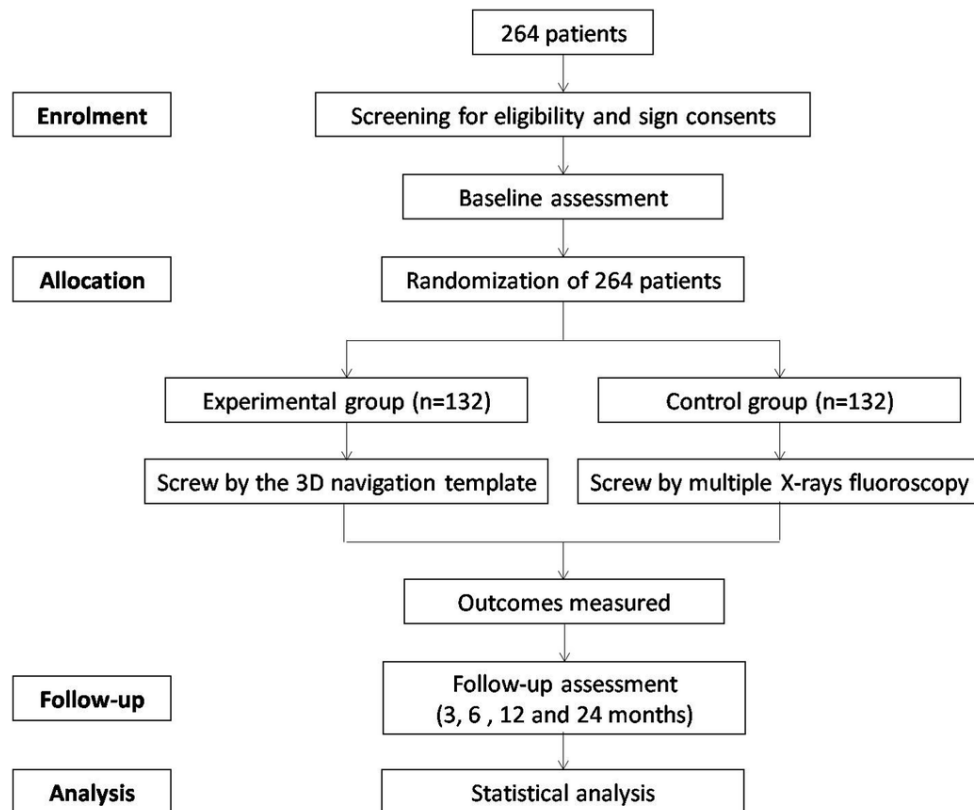 264 patients
Enrolment
Screening for eligibility and sign consents
Baseline assessment
Allocation
Randomization of 264 patients
Experimental group (n=132)
Control group (n=132)
Screw by the 3D navigation template
Screw by multiple X-rays fluoroscopy
Outcomes measured
Follow-up
Follow-up assessment
(3, 6 , 12 and 24 months)
Analysis
Statistical analysis